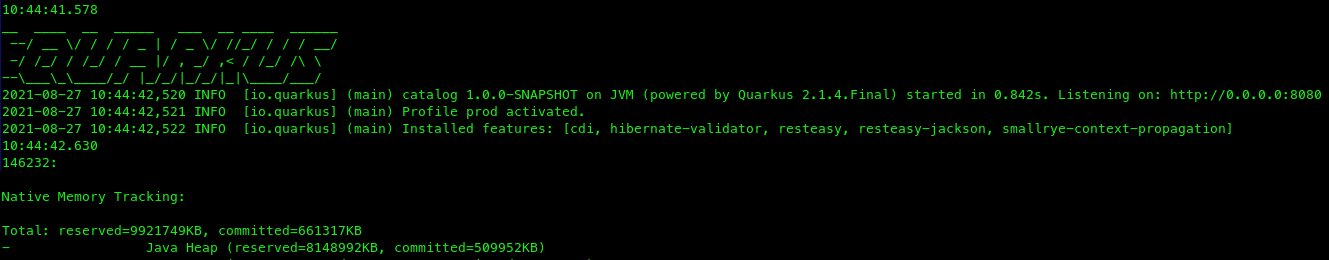 10:44:41.578
__  ____  __  _____   ___  __ ____  ______
 --/ __ \/ / / / _ | / _ \/ //_/ / / / __/
 -/ /_/ / /_/ / __ |/ , _/ ,< / /_/ /\ \
--\___\_\____/_/ |_/_/|_/_/|_|\____/___/
2021-08-27 10:44:42,520 INFO  [io.quarkus] (main) catalog 1.0.0-SNAPSHOT on JVM (powered by Quarkus 2.1.4.Final) started in 0.842s. Listening on: http://0.0.0.0:8080
2021-08-27 10:44:42,521 INFO  [io.quarkus] (main) Profile prod activated.
2021-08-27 10:44:42,522 INFO  [io.quarkus] (main) Installed features: [cdi, hibernate-validator, resteasy, resteasy-jackson, smallrye-context-propagation]
10:44:42.630
146232:
Native Memory Tracking:
Total: reserved=9921749KB, committed=661317KB
-                 Java Heap (reserved=8148992KB, committed=509952KB)